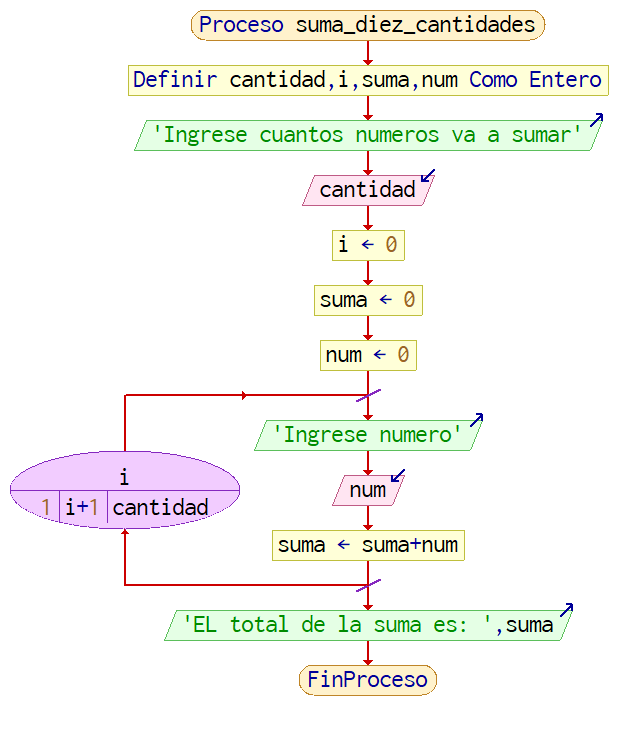 Proceso suma_diez_cantidades
Definir cantidad,i,suma,num Como Entero
'Ingrese cuantos numeros va a sumar'
cantidad
i ← 0
suma ← 0
num ← 0
'Ingrese numero'
i
1 i+1 cantidad
num
suma ← suma+num
'EL total de la suma es: ',suma
FinProceso